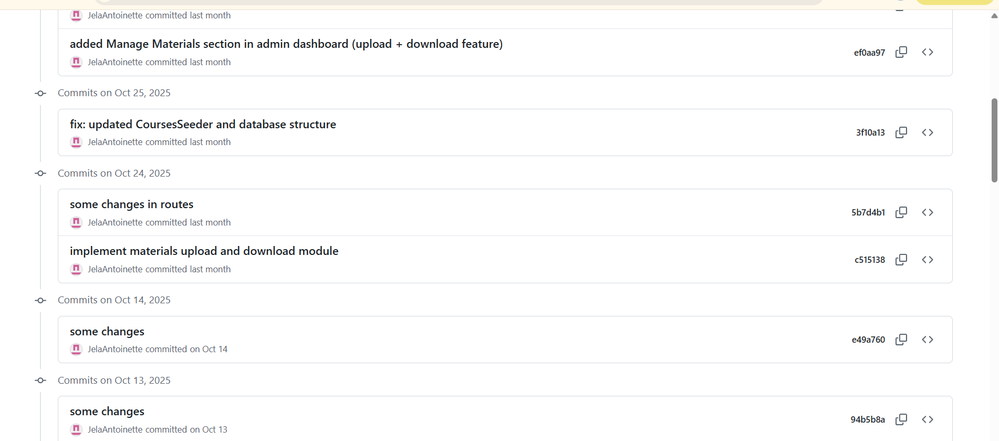 JelaAntoinette committed last month
added Manage Materials section in admin dashboard (upload + download feature)
JelaAntoinette committed last month
ef0aa97
Commits on Oct 25, 2025
fix: updated CoursesSeeder and database structure
JelaAntoinette committed last month
3f10a13
Commits on Oct 24, 2025
some changes in routes
JelaAntoinette committed last month
5b7d4b1
implement materials upload and download module
JelaAntoinette committed last month
c515138
Commits on Oct 14, 2025
some changes
JelaAntoinette committed on Oct 14
e49a760
Commits on Oct 13, 2025
some changes
JelaAntoinette committed on Oct 13
94b5b8a